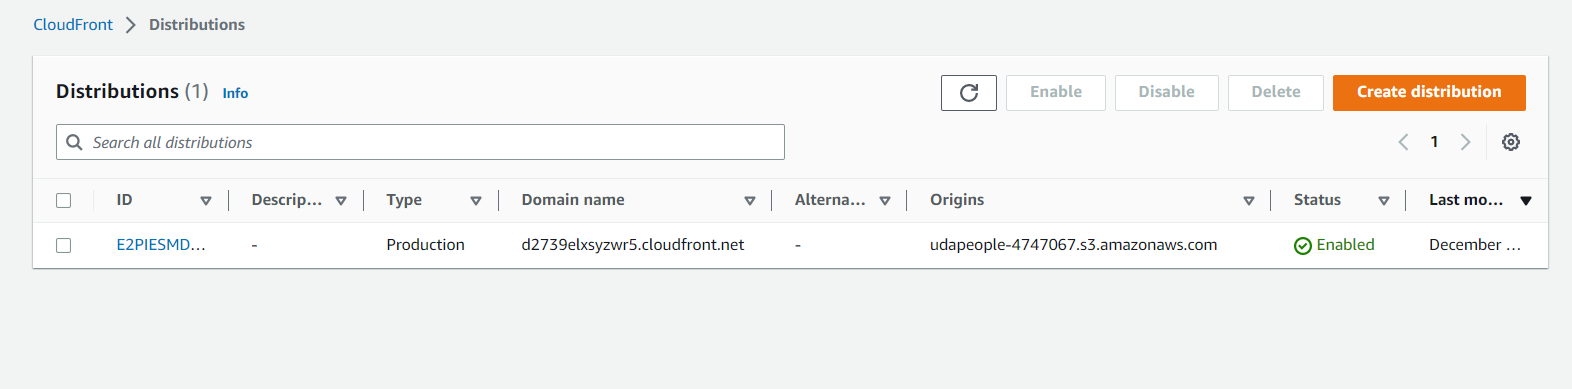 CloudFront > Distributions
Distributions (1) Info
Enable Disable Delete Create distribution
Search all distributions
1
ID Descrip... Type Domain name Alterna... Origins Status Last mo...
E2PIESMD... - Production d2739elxsyzwr5.cloudfront.net - udapeople-4747067.s3.amazonaws.com Enabled December ...